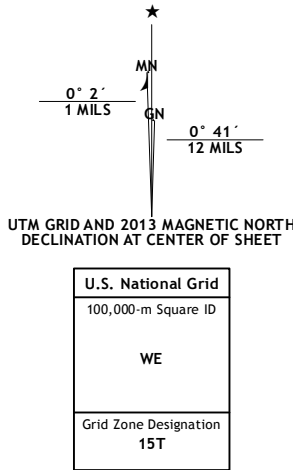 ★
MN
0° 2´
1 MILS
GN
0° 41´
12 MILS
UTM GRID AND 2013 MAGNETIC NORTH
DECLINATION AT CENTER OF SHEET
U.S. National Grid
100,000-m Square ID
WE
Grid Zone Designation
15T